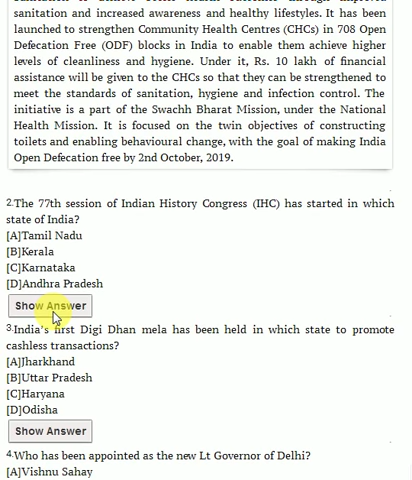 sanitation and increased awareness and healthy lifestyles. It has been
launched to strengthen Community Health Centres (CHCs) in 708 Open
Defecation Free (ODF) blocks in India to enable them achieve higher
levels of cleanliness and hygiene. Under it, Rs. 10 lakh of financial
assistance will be given to the CHCs so that they can be strengthened to
meet the standards of sanitation, hygiene and infection control. The
initiative is a part of the Swachh Bharat Mission, under the National
Health Mission. It is focused on the twin objectives of constructing
toilets and enabling behavioural change, with the goal of making India
Open Defecation free by 2nd October, 2019.
2.The 77th session of Indian History Congress (IHC) has started in which
state of India?
[A]Tamil Nadu
[B]Kerala
[C]Karnataka
[D]Andhra Pradesh
Show Answer
3.India's first Digi Dhan mela has been held in which state to promote
cashless transactions?
[A]Jharkhand
[B]Uttar Pradesh
[C]Haryana
[D]Odisha
Show Answer
4.Who has been appointed as the new Lt Governor of Delhi?
[A]Vishnu Sahay